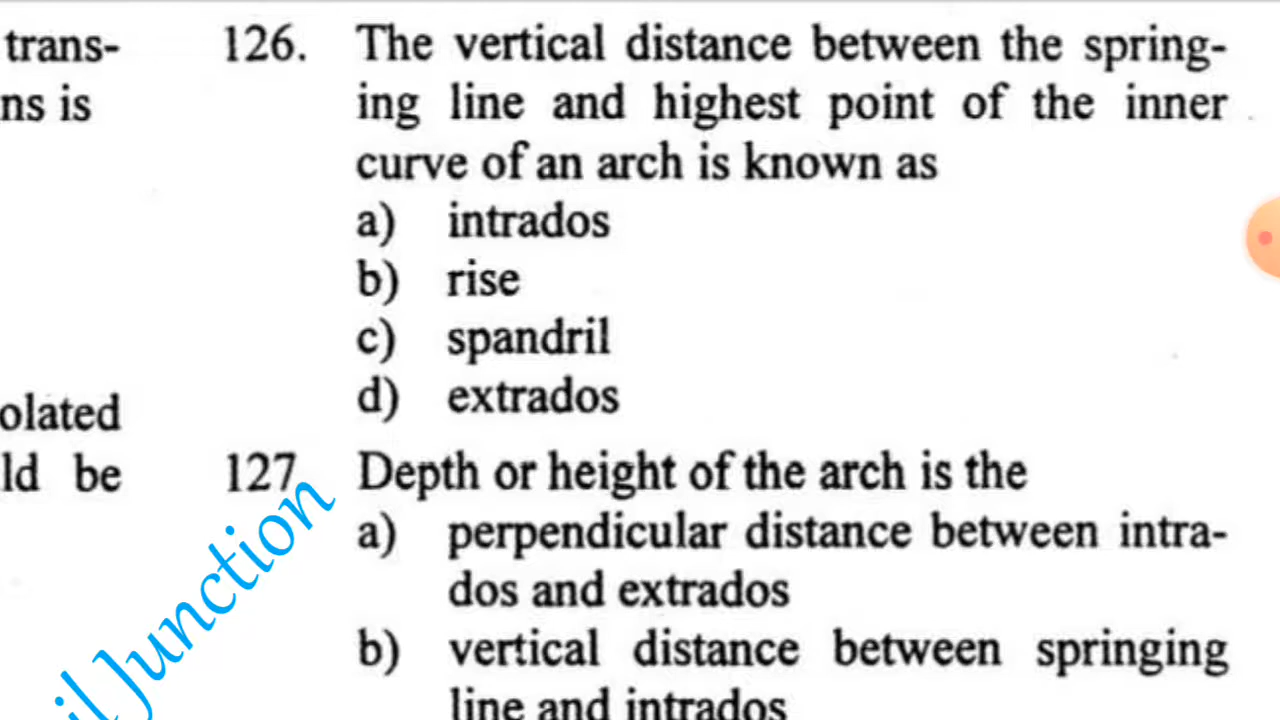 trans-
ns is
olated
ld be
126. The vertical distance between the spring-
ing line and highest point of the inner
curve of an arch is known as
a) intrados
b) rise
c) spandril
d) extrados
127. Depth or height of the arch is the
a) perpendicular distance between intra-
dos and extrados
b) vertical distance between springing
line and intrados
il Junction